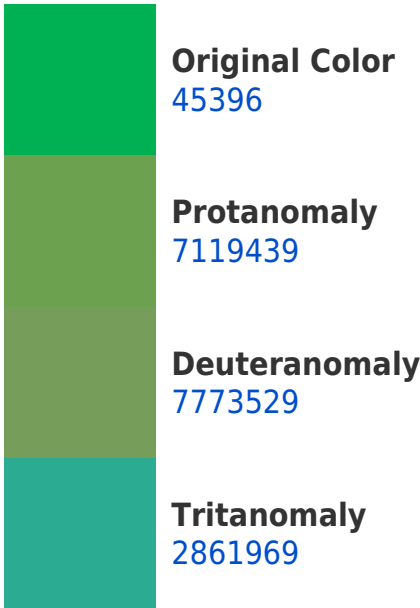 Original Color
45396
Protanomaly
7119439
Deuteranomaly
7773529
Tritanomaly
2861969